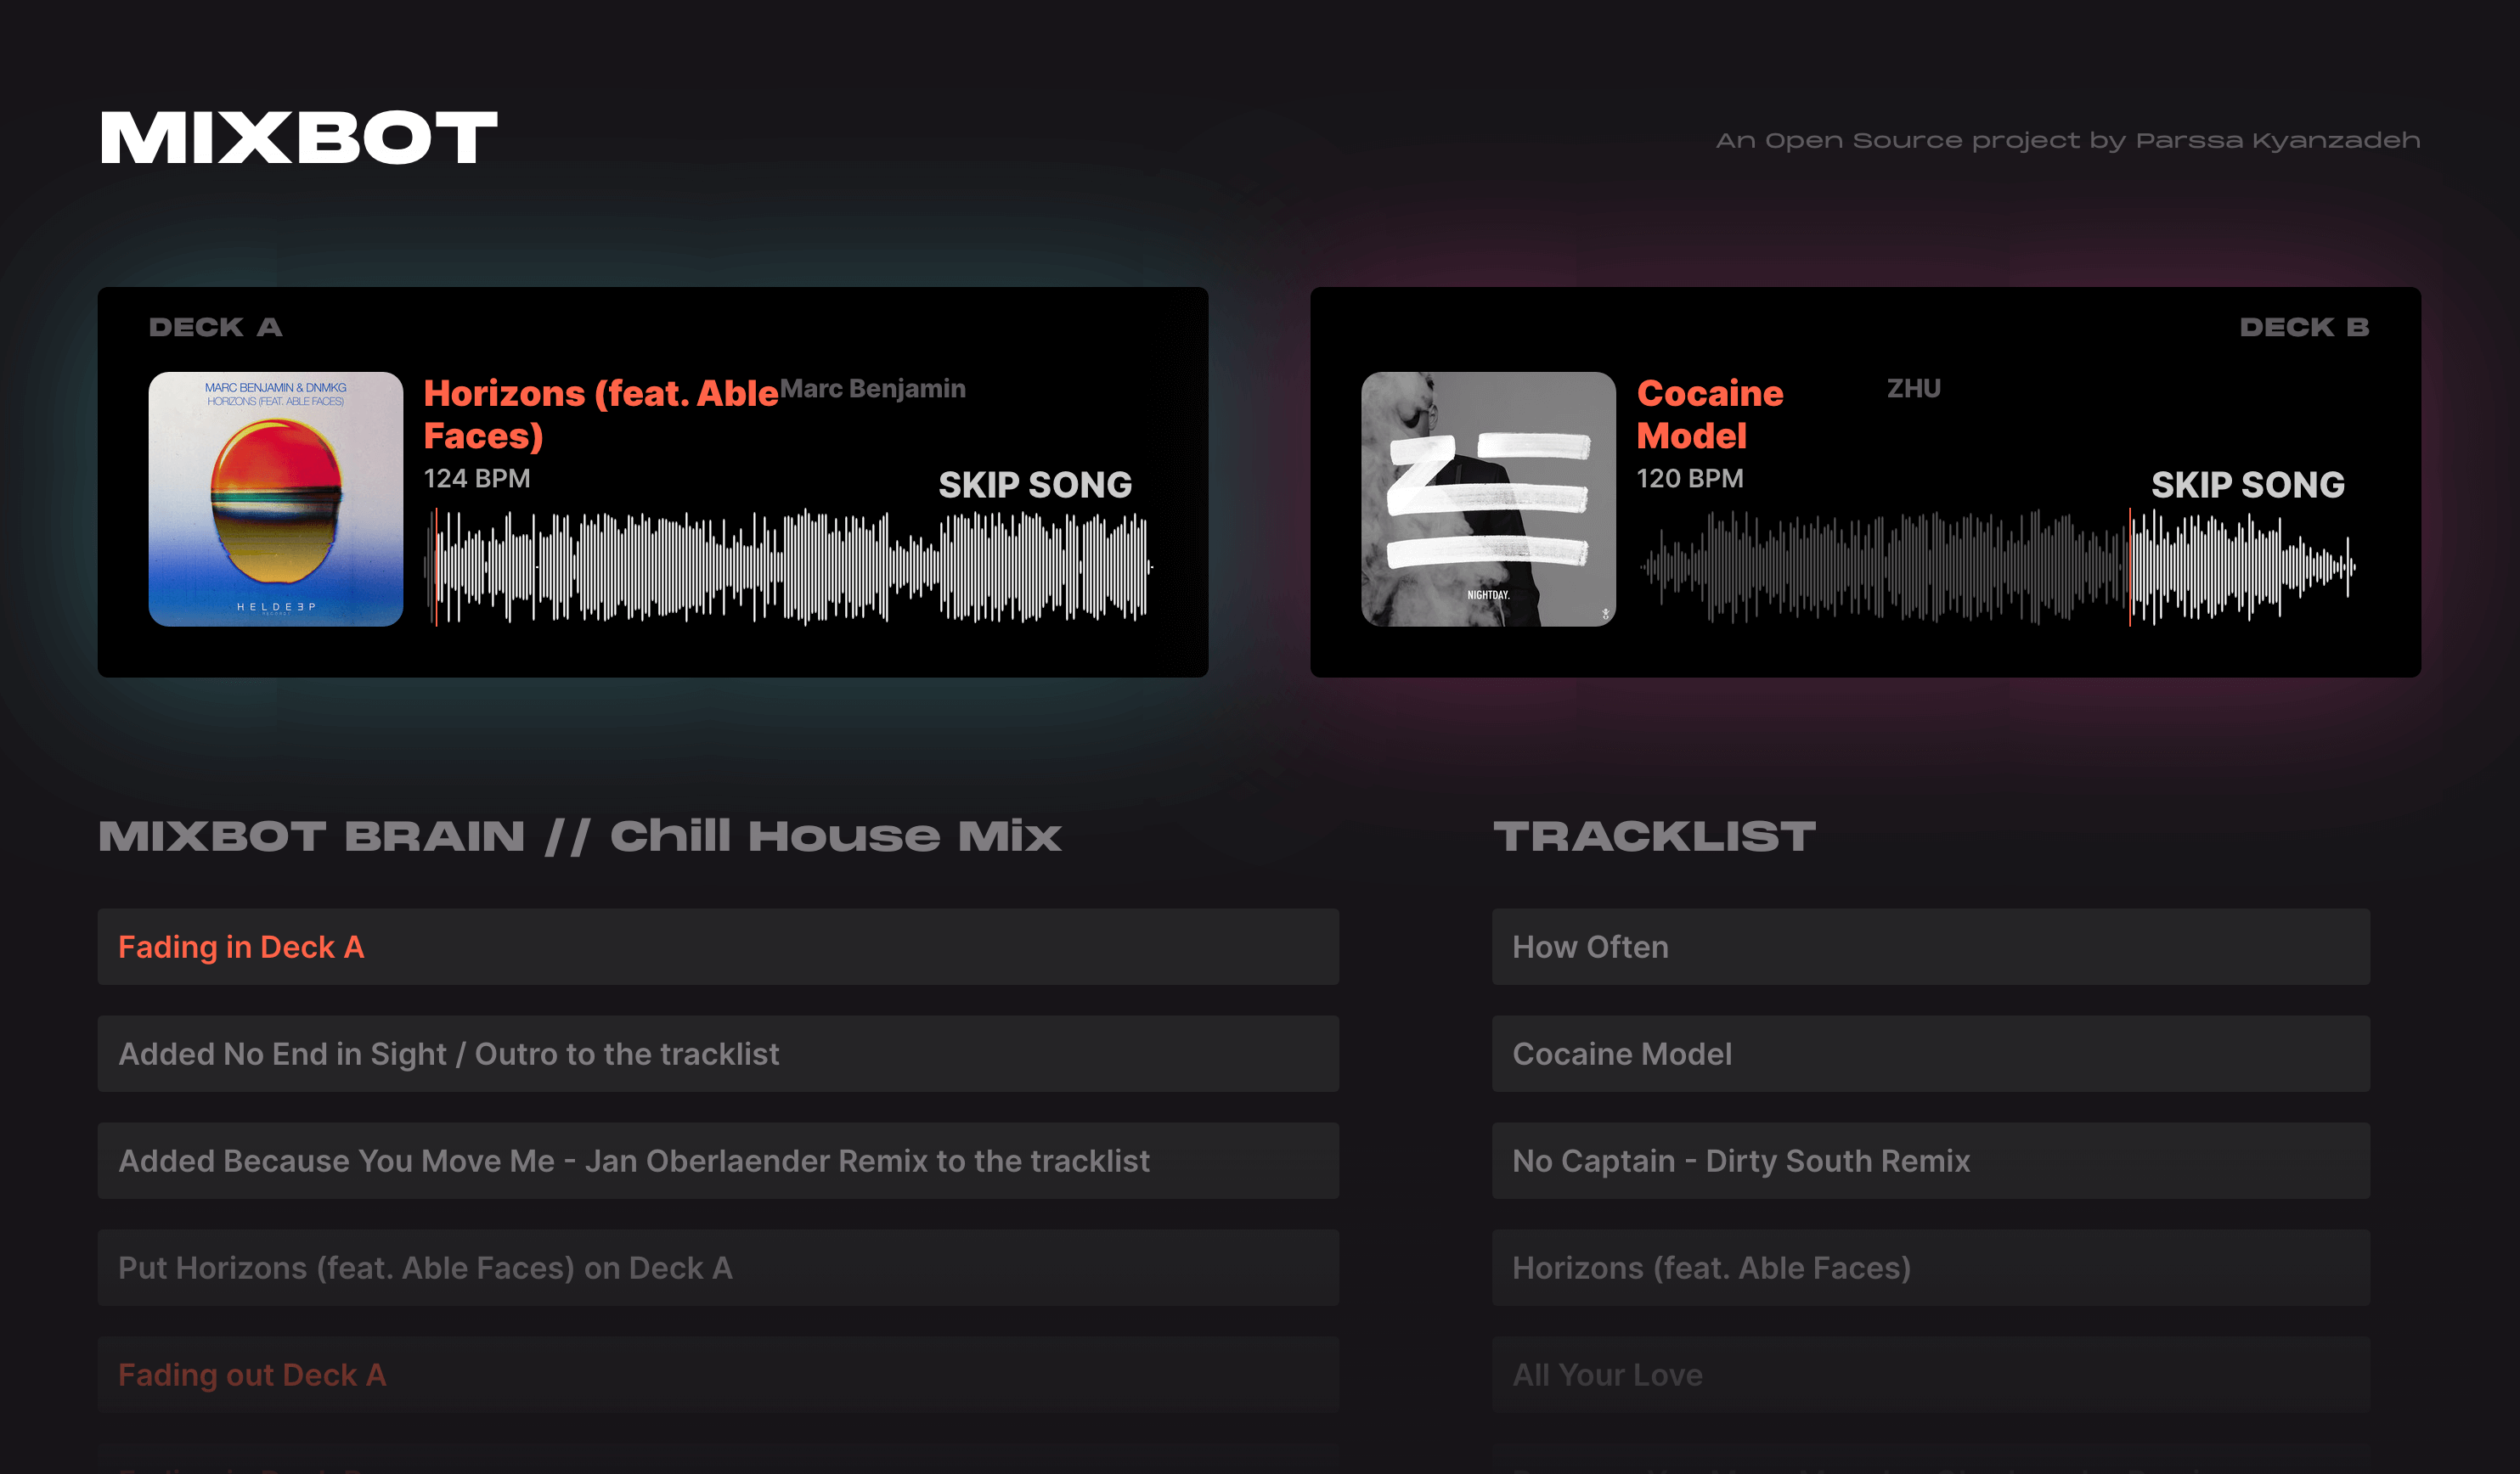 MIXBOT
An Open Source project by Parssa Kyanzadeh
DECK A
MARC BENJAMIN & DNMKG
HORIZONS (FEAT. ABLE FACES)
HELDEƎP
Horizons (feat. Able
Faces)
Marc Benjamin
124 BPM
SKIP SONG
DECK B
NIGHTDAY.
Cocaine
Model
ZHU
120 BPM
SKIP SONG
MIXBOT BRAIN // Chill House Mix
Fading in Deck A
Added No End in Sight / Outro to the tracklist
Added Because You Move Me - Jan Oberlaender Remix to the tracklist
Put Horizons (feat. Able Faces) on Deck A
Fading out Deck A
TRACKLIST
How Often
Cocaine Model
No Captain - Dirty South Remix
Horizons (feat. Able Faces)
All Your Love